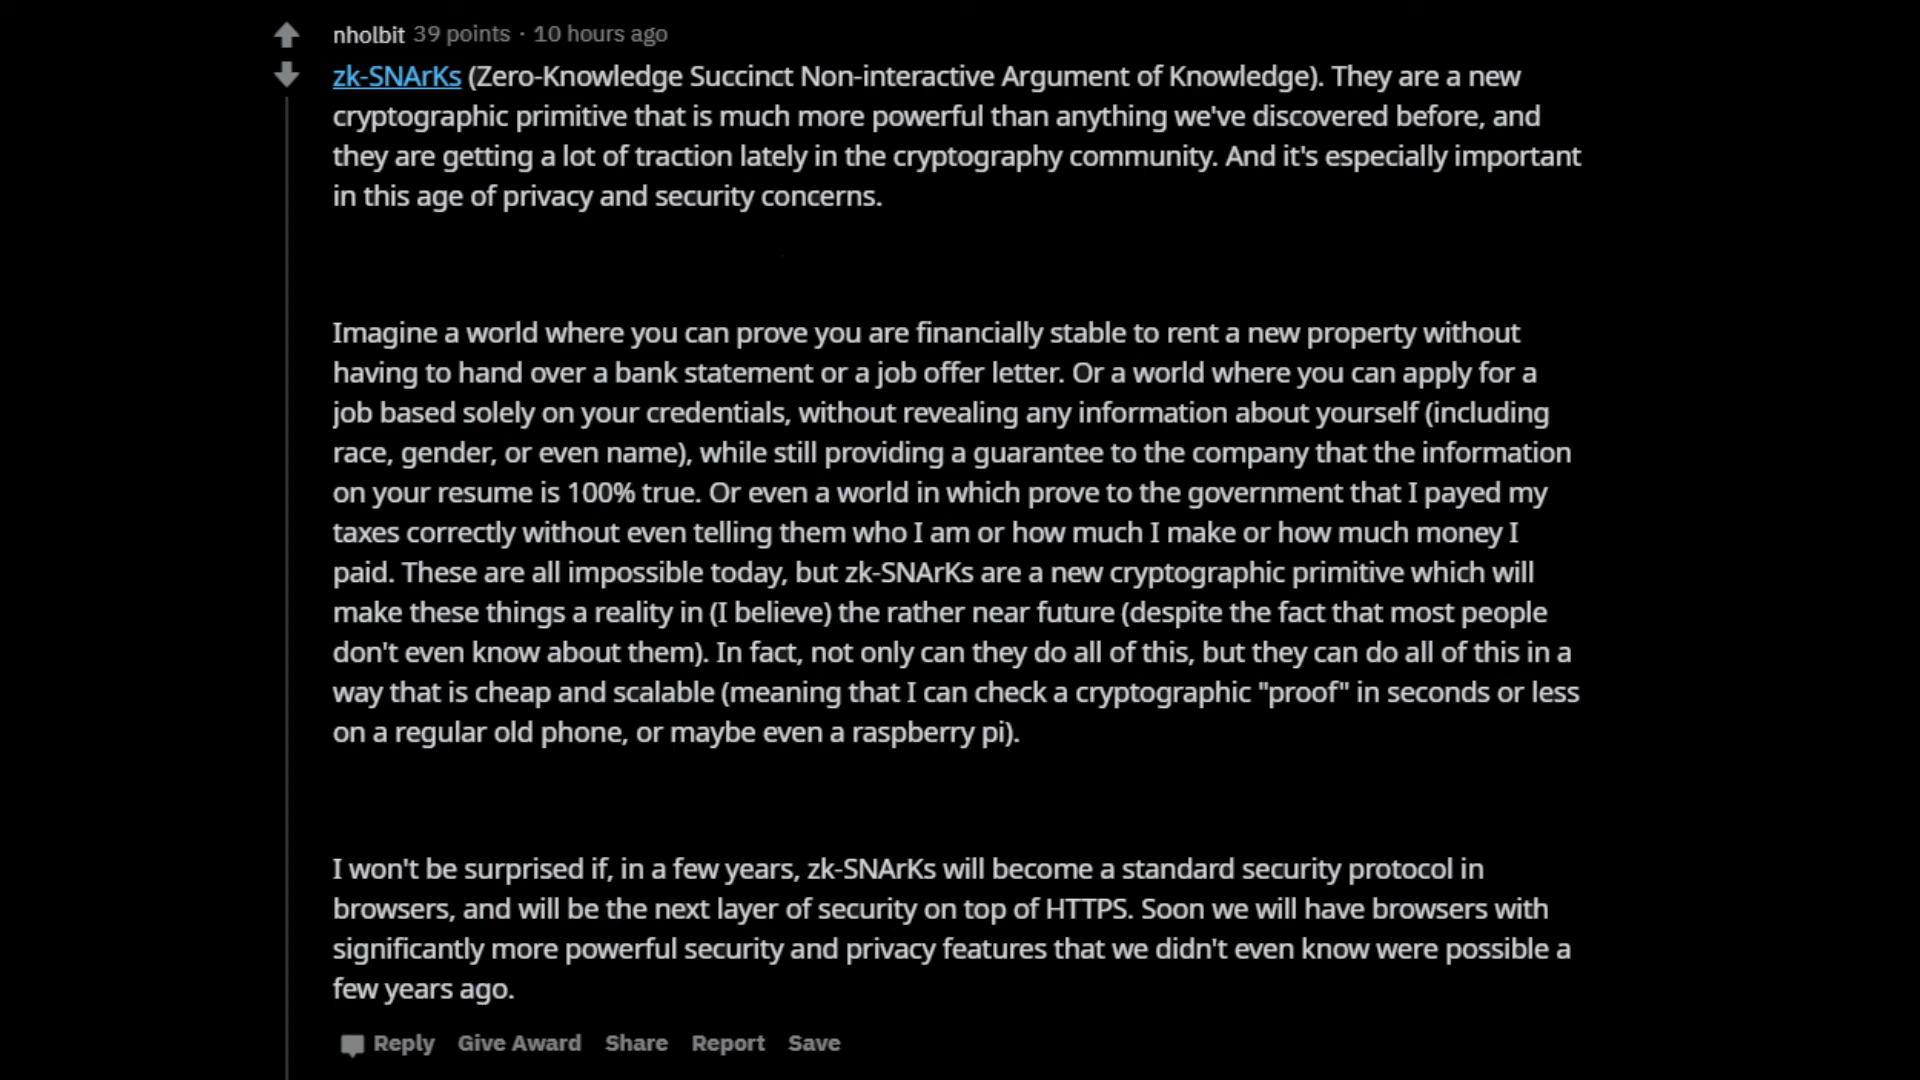 nholbit 39 points · 10 hours ago
zk-SNArKs (Zero-Knowledge Succinct Non-interactive Argument of Knowledge). They are a new
cryptographic primitive that is much more powerful than anything we've discovered before, and
they are getting a lot of traction lately in the cryptography community. And it's especially important
in this age of privacy and security concerns.
Imagine a world where you can prove you are financially stable to rent a new property without
having to hand over a bank statement or a job offer letter. Or a world where you can apply for a
job based solely on your credentials, without revealing any information about yourself (including
race, gender, or even name), while still providing a guarantee to the company that the information
on your resume is 100% true. Or even a world in which prove to the government that I payed my
taxes correctly without even telling them who I am or how much I make or how much money I
paid. These are all impossible today, but zk-SNArKs are a new cryptographic primitive which will
make these things a reality in (I believe) the rather near future (despite the fact that most people
don't even know about them). In fact, not only can they do all of this, but they can do all of this in a
way that is cheap and scalable (meaning that I can check a cryptographic "proof" in seconds or less
on a regular old phone, or maybe even a raspberry pi).
I won't be surprised if, in a few years, zk-SNArKs will become a standard security protocol in
browsers, and will be the next layer of security on top of HTTPS. Soon we will have browsers with
significantly more powerful security and privacy features that we didn't even know were possible a
few years ago.
Reply Give Award Share Report Save